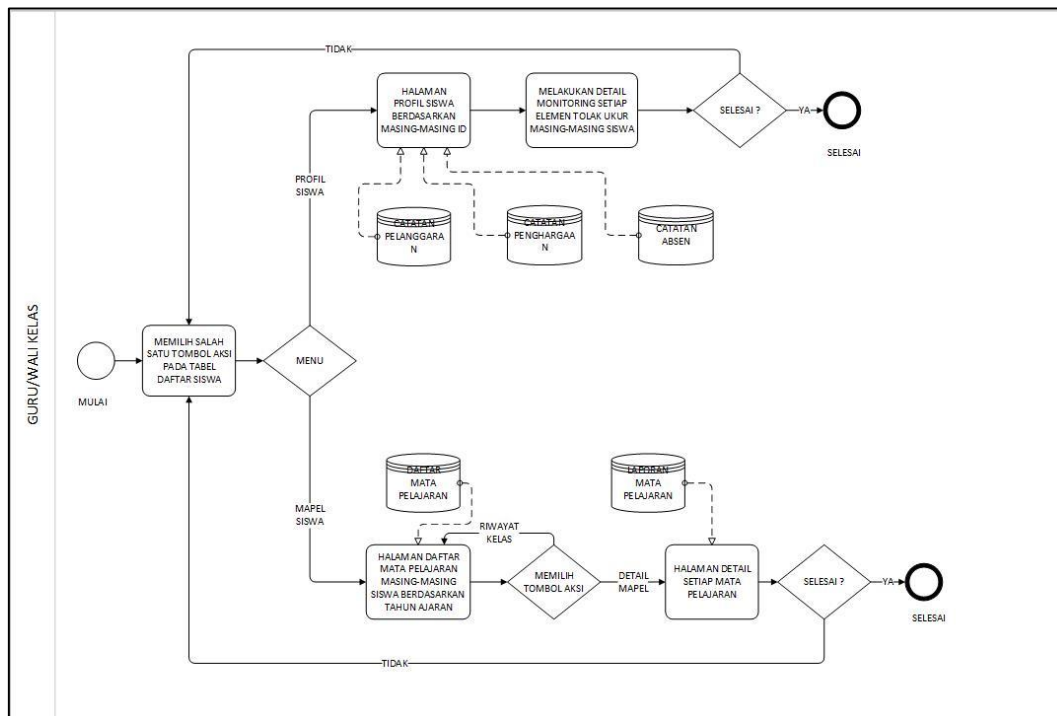 GURU/WALI KELAS
MULAI
MEMILIH SALAH
SATU TOMBOL AKSI
PADA TABEL
DAFTAR SISWA
MENU
TIDAK
PROFIL
SISWA
HALAMAN
PROFIL SISWA
BERDASARKAN
MASING-MASING ID
MELAKUKAN DETAIL
MONITORING SETIAP
ELEMEN TOLAK UKUR
MASING-MASING SISWA
SELESAI ?
YA
SELESAI
CATATAN
PELANGGARA
N
CATATAN
PENGHARGAA
N
CATATAN
ABSEN
MAPEL
SISWA
DAFTAR
MATA
PELAJARAN
LAPORAN
MATA
PELAJARAN
RIWAYAT
KELAS
HALAMAN DAFTAR
MATA PELAJARAN
MASING-MASING
SISWA BERDASARKAN
TAHUN AJARAN
MEMILIH
TOMBOL AKSI
DETAIL
MAPEL
HALAMAN DETAIL
SETIAP MATA
PELAJARAN
SELESAI ?
YA
SELESAI
TIDAK